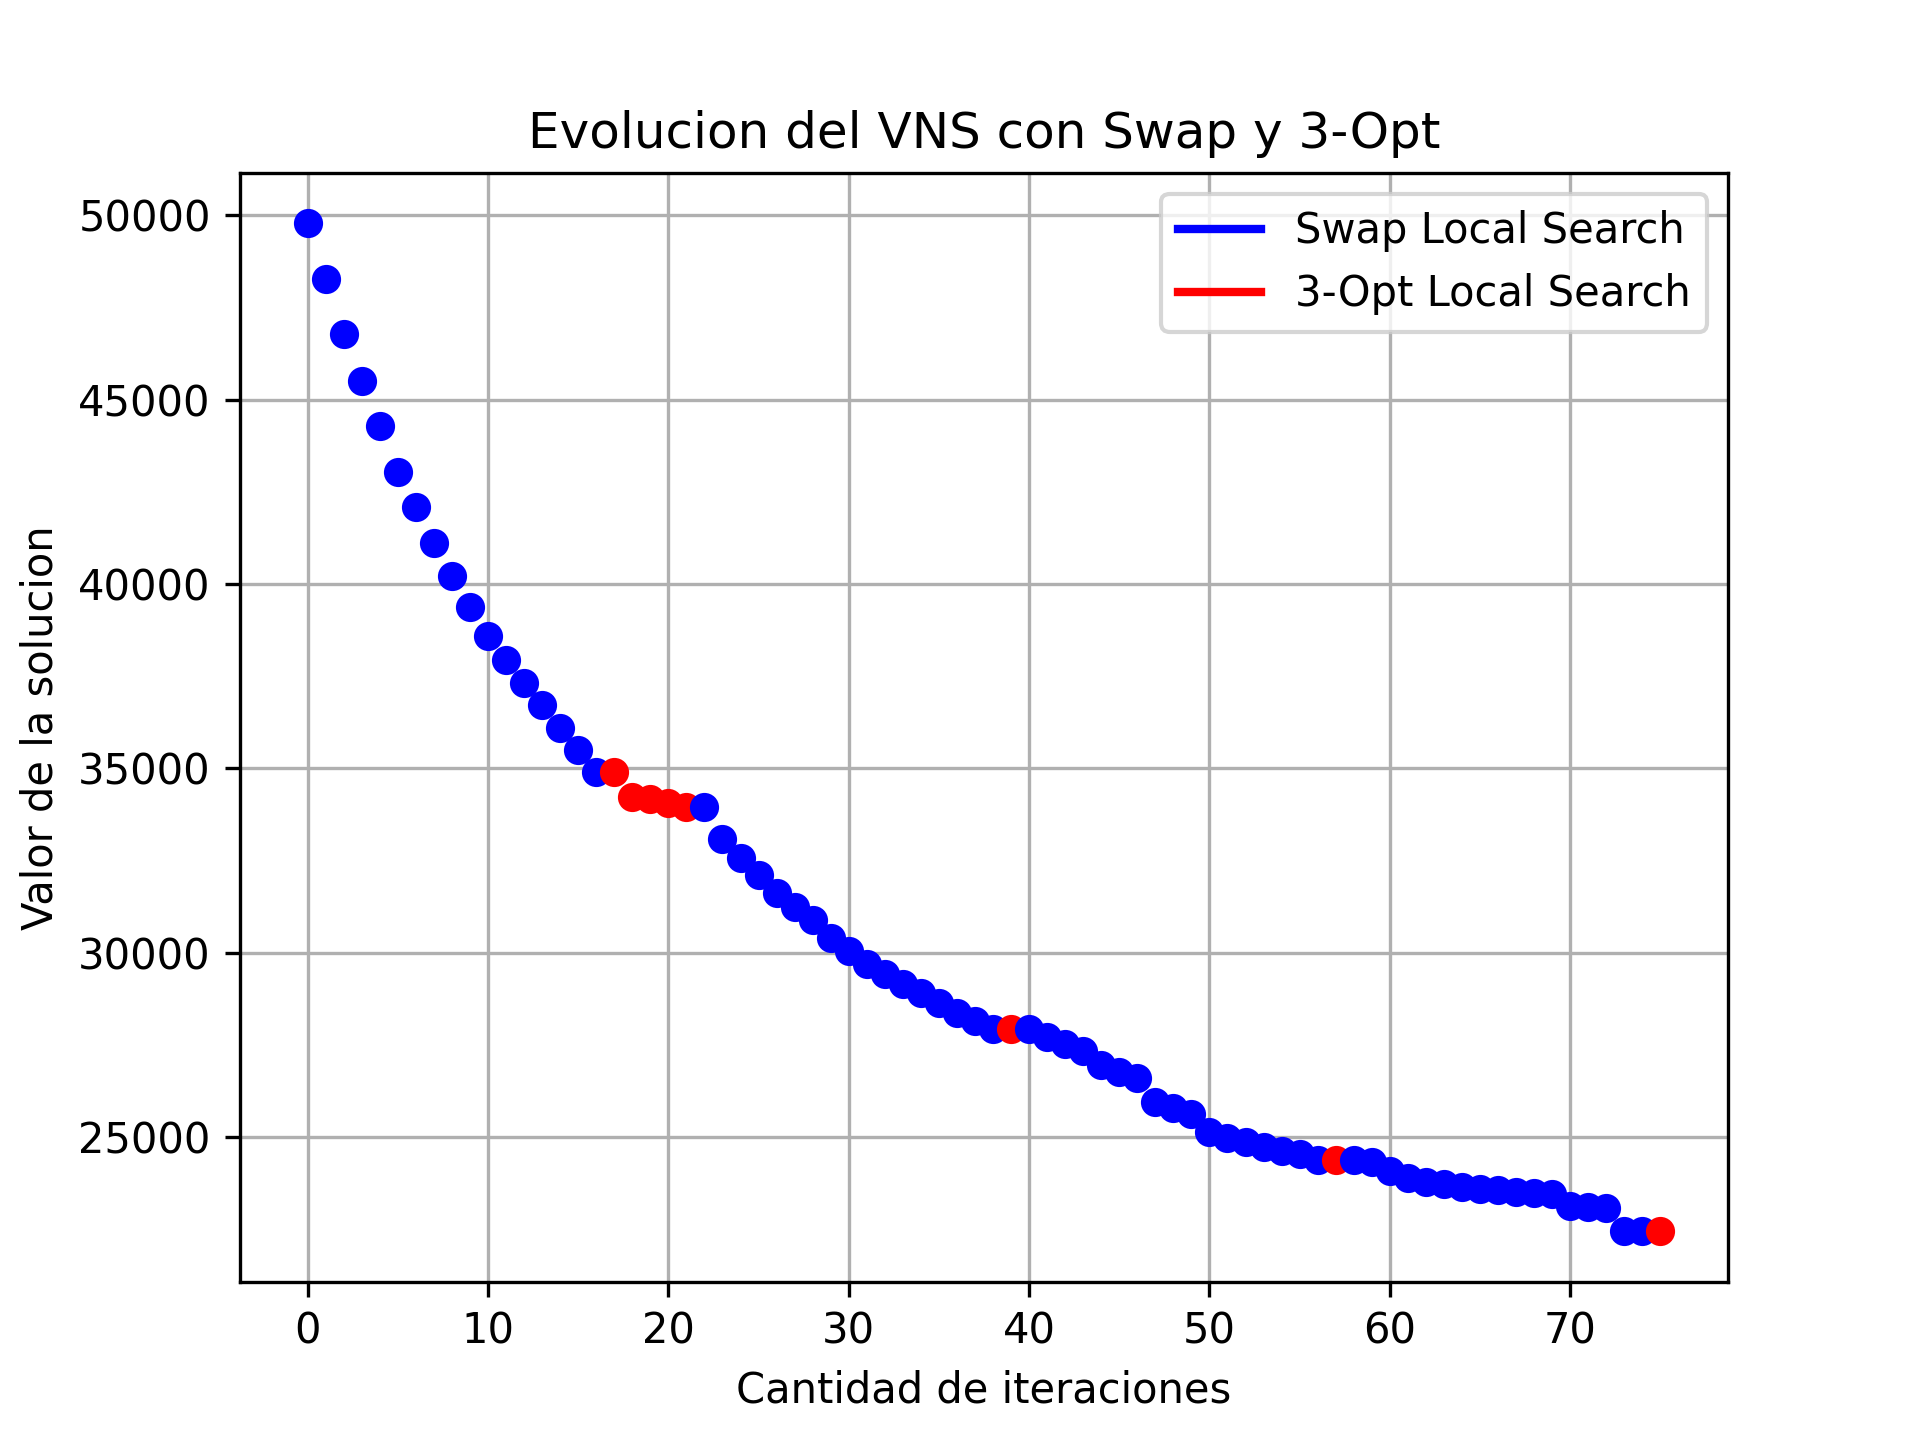 Evolucion del VNS con Swap y 3-Opt
Swap Local Search
3-Opt Local Search
Valor de la solucion
50000
45000
40000
35000
30000
25000
0 10 20 30 40 50 60 70
Cantidad de iteraciones